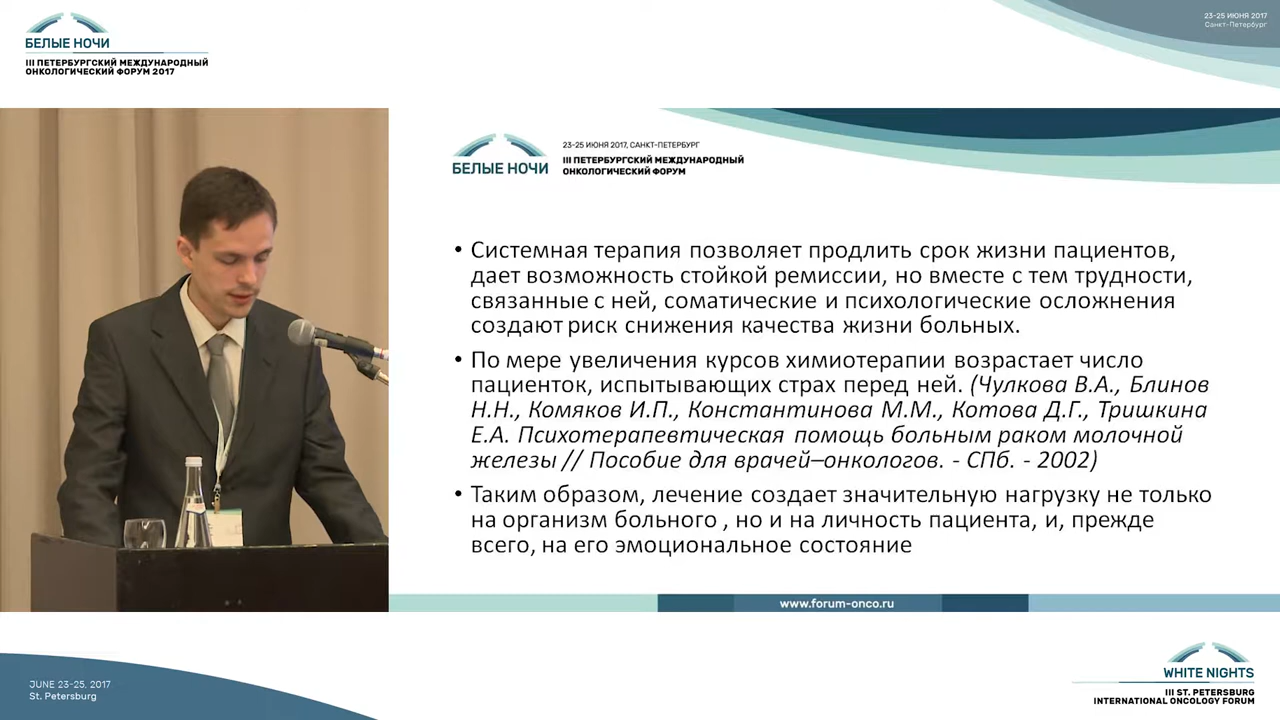 БЕЛЫЕ НОЧИ
III ПЕТЕРБУРГСКИЙ МЕЖДУНАРОДНЫЙ
ОНКОЛОГИЧЕСКИЙ ФОРУМ 2017
23-25 ИЮНЯ 2017
Санкт-Петербург
23-25 ИЮНЯ 2017, САНКТ-ПЕТЕРБУРГ
БЕЛЫЕ НОЧИ
III ПЕТЕРБУРГСКИЙ МЕЖДУНАРОДНЫЙ
ОНКОЛОГИЧЕСКИЙ ФОРУМ
• Системная терапия позволяет продлить срок жизни пациентов,
дает возможность стойкой ремиссии, но вместе с тем трудности,
связанные с ней, соматические и психологические осложнения
создают риск снижения качества жизни больных.
• По мере увеличения курсов химиотерапии возрастает число
пациенток, испытывающих страх перед ней. (Чулкова В.А., Блинов
Н.Н., Комяков И.П., Константинова М.М., Котова Д.Г., Тришкина
Е.А. Психотерапевтическая помощь больным раком молочной
железы // Пособие для врачей–онкологов. - СПб. - 2002)
• Таким образом, лечение создает значительную нагрузку не только
на организм больного , но и на личность пациента, и, прежде
всего, на его эмоциональное состояние
www.forum-onco.ru
JUNE 23-25, 2017
St. Petersburg
WHITE NIGHTS
III ST. PETERSBURG
INTERNATIONAL ONCOLOGY FORUM